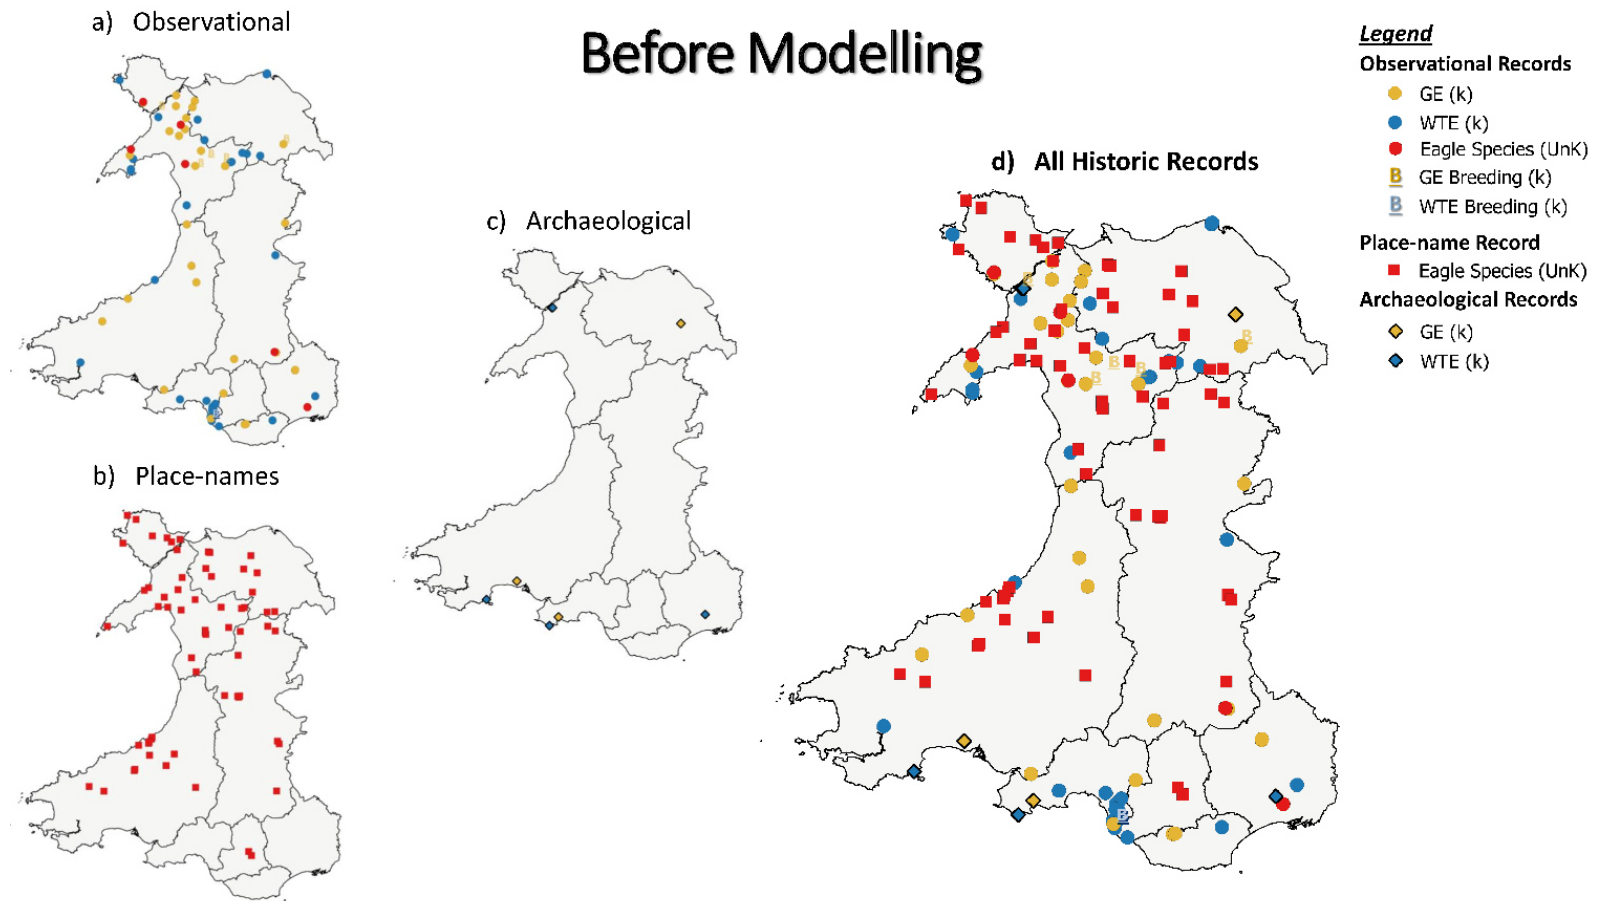 a) Observational
Before Modelling
Legend
Observational Records
GE (k)
WTE (k)
Eagle Species (UnK)
B GE Breeding (k)
B WTE Breeding (k)
Place-name Record
Eagle Species (UnK)
Archaeological Records
GE (k)
WTE (k)
d) All Historic Records
c) Archaeological
b) Place-names
B
B
B
B
B
B
B
B
B
B